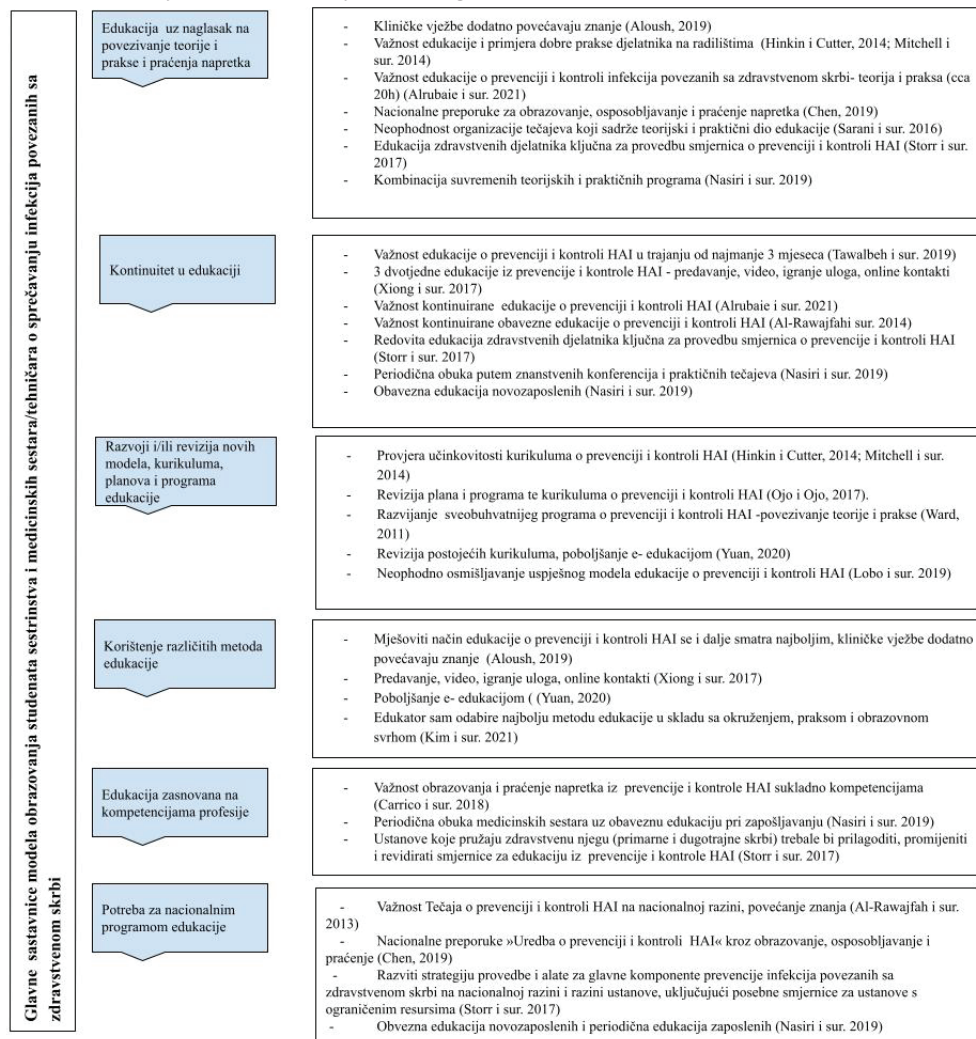 Glavne sastavnice modela obrazovanja studenata sestrinstva i medicinskih sestara/tehničara o sprečavanju infekcija povezanih sa
zdravstvenom skrbi
Edukacija uz naglasak na
povezivanje teorije i
prakse i praćenja napretka
- Kliničke vježbe dodatno povećavaju znanje (Aloush, 2019)
- Važnost edukacije i primjera dobre prakse djelatnika na radilištima (Hinkin i Cutter, 2014; Mitchell i
sur. 2014)
- Važnost edukacije o prevenciji i kontroli infekcija povezanih sa zdravstvenom skrbi- teorija i praksa (cca
20h) (Alrubaie i sur. 2021)
- Nacionalne preporuke za obrazovanje, osposobljavanje i praćenje napretka (Chen, 2019)
- Neophodnost organizacije tečajeva koji sadrže teorijski i praktični dio edukacije (Sarani i sur. 2016)
- Edukacija zdravstvenih djelatnika ključna za provedbu smjernica o prevenciji i kontroli HAI (Storr i sur.
2017)
- Kombinacija suvremenih teorijskih i praktičnih programa (Nasiri i sur. 2019)
Kontinuitet u edukaciji
- Važnost edukacije o prevenciji i kontroli HAI u trajanju od najmanje 3 mjeseca (Tawalbeh i sur. 2019)
- 3 dvotjedne edukacije iz prevencije i kontrole HAI - predavanje, video, igranje uloga, online kontakti
(Xiong i sur. 2017)
- Važnost kontinuirane  edukacije o prevenciji i kontroli HAI (Alrubaie i sur. 2021)
- Važnost kontinuirane obavezne edukacije o prevenciji i kontroli HAI (Al-Rawajfahi sur. 2014)
- Redovita edukacija zdravstvenih djelatnika ključna za provedbu smjernica o prevencije i kontroli HAI
(Storr i sur. 2017)
- Periodična obuka putem znanstvenih konferencija i praktičnih tečajeva (Nasiri i sur. 2019)
- Obavezna edukacija novozaposlenih (Nasiri i sur. 2019)
Razvoji i/ili revizija novih
modela, kurikuluma,
planova i programa
edukacije
- Provjera učinkovitosti kurikuluma o prevenciji i kontroli HAI (Hinkin i Cutter, 2014; Mitchell i sur.
2014)
- Revizija plana i programa te kurikuluma o prevenciji i kontroli HAI (Ojo i Ojo, 2017).
- Razvijanje sveobuhvatnijeg programa o prevenciji i kontroli HAI -povezivanje teorije i prakse (Ward,
2011)
- Revizija postojećih kurikuluma, poboljšanje e- edukacijom (Yuan, 2020)
- Neophodno osmišljavanje uspješnog modela edukacije o prevenciji i kontroli HAI (Lobo i sur. 2019)
Korištenje različitih metoda
edukacije
- Mješoviti način edukacije o prevenciji i kontroli HAI se i dalje smatra najboljim, kliničke vježbe dodatno
povećavaju znanje  (Aloush, 2019)
- Predavanje, video, igranje uloga, online kontakti (Xiong i sur. 2017)
- Poboljšanje e- edukacijom ( (Yuan, 2020)
- Edukator sam odabire najbolju metodu edukacije u skladu sa okruženjem, praksom i obrazovnom
svrhom (Kim i sur. 2021)
Edukacija zasnovana na
kompetencijama profesije
- Važnost obrazovanja i praćenje napretka iz  prevencije i kontrole HAI sukladno kompetencijama
(Carrico i sur. 2018)
- Periodična obuka medicinskih sestara uz obaveznu edukaciju pri zapošljavanju (Nasiri i sur. 2019)
- Ustanove koje pružaju zdravstvenu njegu (primarne i dugotrajne skrbi) trebale bi prilagoditi, promijeniti
i revidirati smjernice za edukaciju iz  prevencije i kontrole HAI (Storr i sur. 2017)
Potreba za nacionalnim
programom edukacije
- Važnost Tečaja o prevenciji i kontroli HAI na nacionalnoj razini, povećanje znanja (Al-Rawajfah i sur.
2013)
- Nacionalne preporuke »Uredba o prevenciji i kontroli  HAI« kroz obrazovanje, osposobljavanje i
praćenje (Chen, 2019)
- Razviti strategiju provedbe i alate za glavne komponente prevencije infekcija povezanih sa
zdravstvenom skrbi na nacionalnoj razini i razini ustanove, uključujući posebne smjernice za ustanove s
ograničenim resursima (Storr i sur. 2017)
- Obvezna edukacija novozaposlenih i periodična edukacija zaposlenih (Nasiri i sur. 2019)